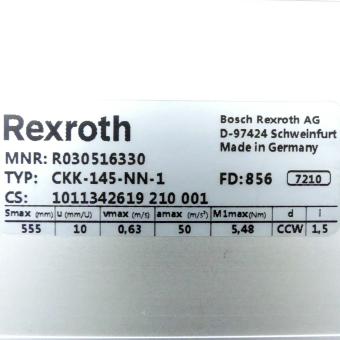 Rexroth
Bosch Rexroth AG
D-97424 Schweinfurt
Made in Germany
MNR: R030516330
TYP: CKK-145-NN-1 FD: 856 7210
CS: 1011342619 210 001
Smax (mm) u (mm/U) vmax (m/s) amax (m/s²) M1max(Nm) d i
555 10 0,63 50 5,48 CCW 1,5